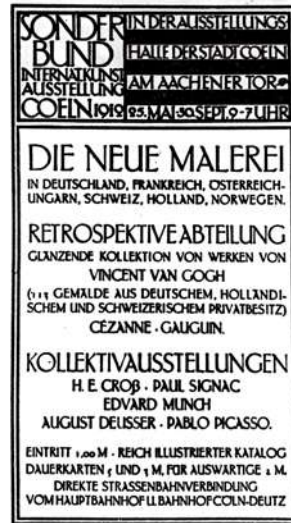 SONDER
BUND
INTERNAT.KUNST
AUSSTELLUNG
COELN 1912
IN DER AUSSTELLUNGS:
HALLE DER STADT COELN
AM AACHENER TOR
25. MAI-30. SEPT. 9-7 UHR
DIE NEUE MALEREI
IN DEUTSCHLAND, FRANKREICH, OSTERREICH-
UNGARN, SCHWEIZ, HOLLAND, NORWEGEN.
RETROSPEKTIVE ABTEILUNG
GLÄNZENDE KOLLEKTION VON WERKEN VON
VINCENT VAN GOGH
GEMÄLDE AUS DEUTSCHEM, HOLLÄNDI-
SCHEM UND SCHWEIZERISCHEM PRIVATBESITZ)
CÉZANNE · GAUGUIN.
KOLLEKTIVAUSSTELLUNGEN
H. E. CROß · PAUL SIGNAC
EDVARD MUNCH
AUGUST DEUSSER · PABLO PICASSO.
EINTRITT 1,00 M · REICH ILLUSTRIERTER KATALOG
DAUERKARTEN 5 UND 3 M, FÜR AUSWÄRTIGE 2 M.
DIREKTE STRASSENBAHNVERBINDUNG
VOM HAUPTBAHNHOF U. BAHNHOF CÖLN-DEUTZ